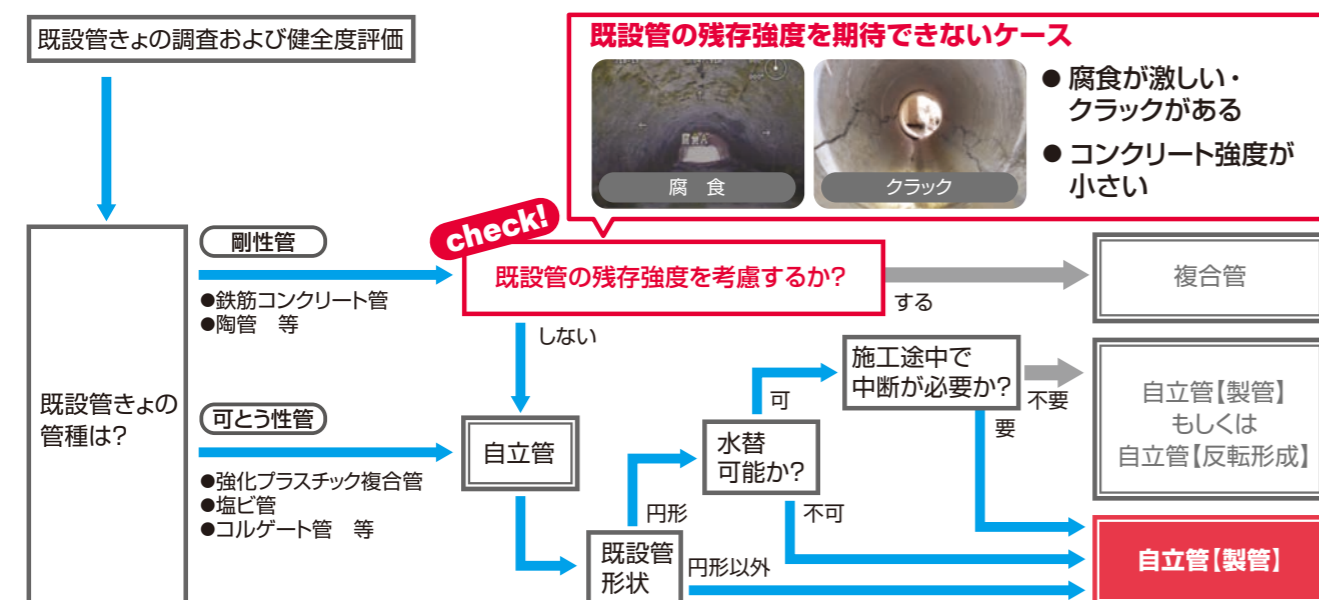 既設管きょの調査および健全度評価
既設管の残存強度を期待できないケース
腐 食
クラック
● 腐食が激しい・
クラックがある
● コンクリート強度が
小さい
check!
既設管の残存強度を考慮するか?
する
しない
複合管
既設管きょの
管種は?
剛性管
●鉄筋コンクリート管
●陶管 等
可とう性管
●強化プラスチック複合管
●塩ビ管
●コルゲート管 等
自立管
既設管
形状
円形
円形以外
水替
可能か?
可
不可
施工途中で
中断が必要か?
不要
要
自立管【製管】
もしくは
自立管【反転形成】
自立管【製管】